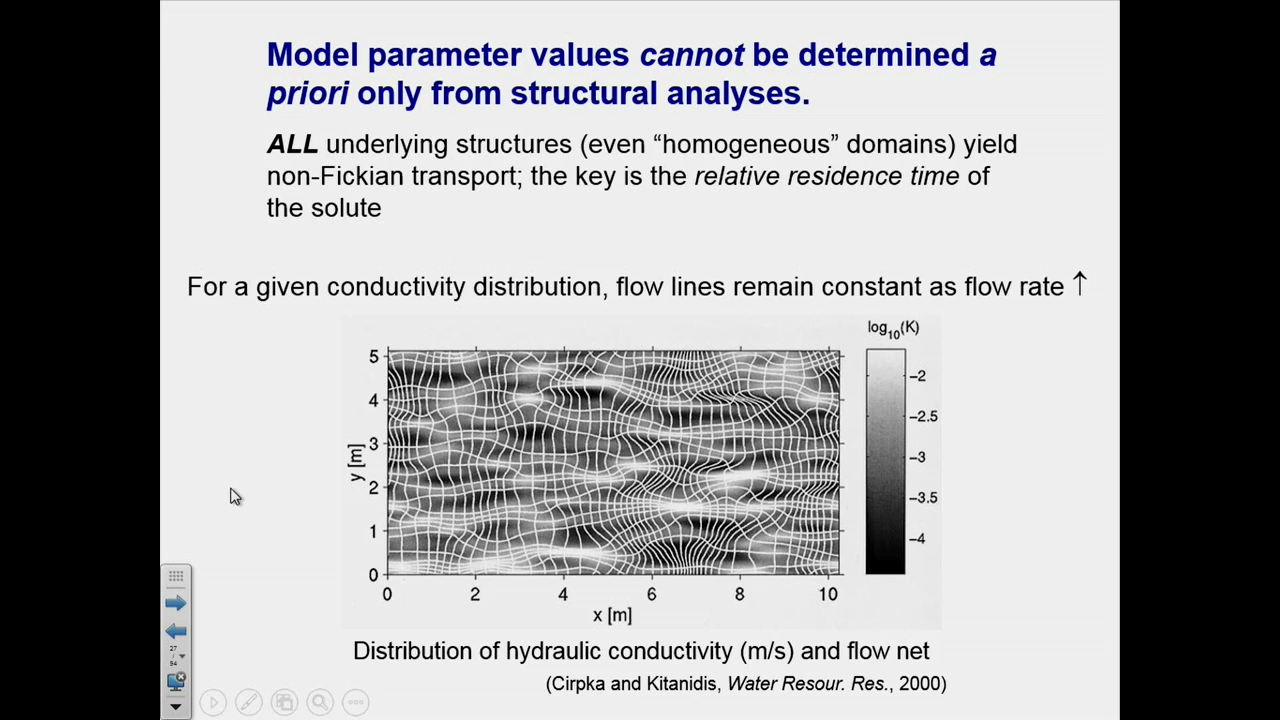 Model parameter values cannot be determined a
priori only from structural analyses.
ALL underlying structures (even “homogeneous” domains) yield
non-Fickian transport; the key is the relative residence time of
the solute
For a given conductivity distribution, flow lines remain constant as flow rate ↑
log10(K)
5
4
3
2
1
0
y [m]
0 2 4 6 8 10
x [m]
-2
-2.5
-3
-3.5
-4
Distribution of hydraulic conductivity (m/s) and flow net
(Cirpka and Kitanidis, Water Resour. Res., 2000)
27
/
54